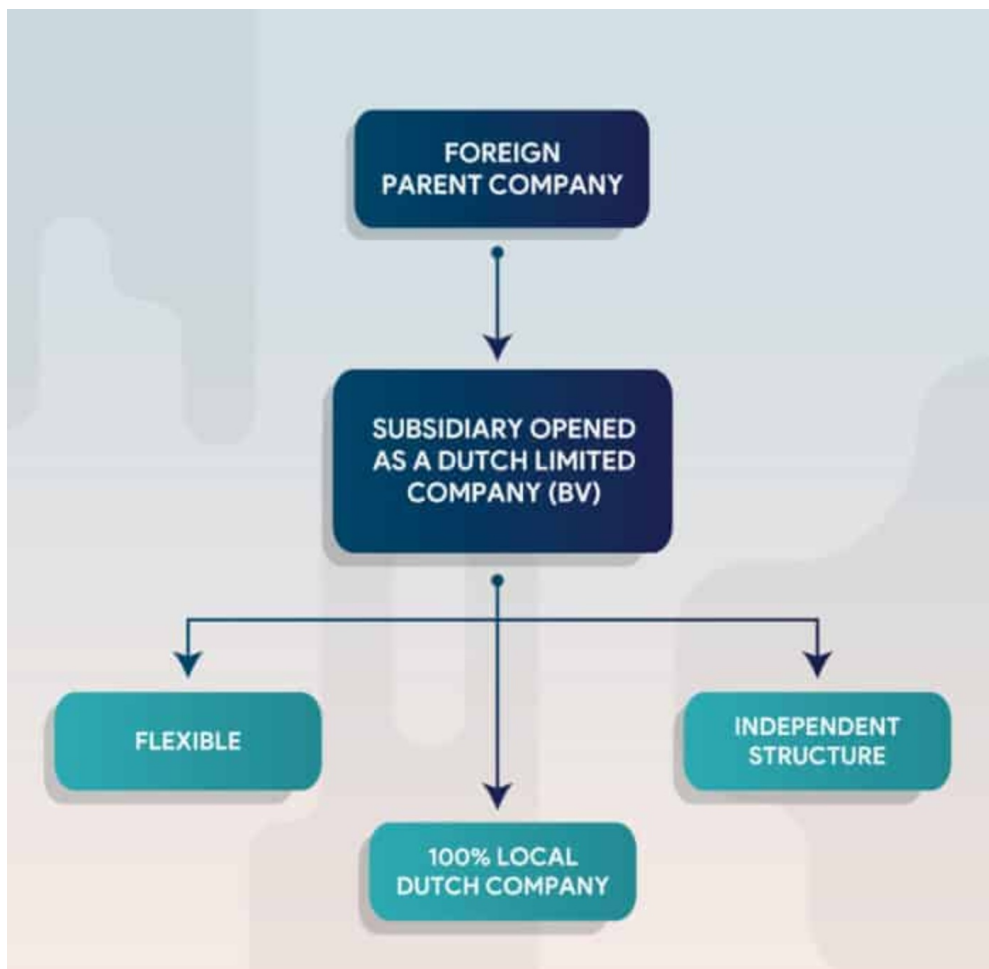 FOREIGN
PARENT COMPANY
SUBSIDIARY OPENED
AS A DUTCH LIMITED
COMPANY (BV)
FLEXIBLE
INDEPENDENT
STRUCTURE
100% LOCAL
DUTCH COMPANY